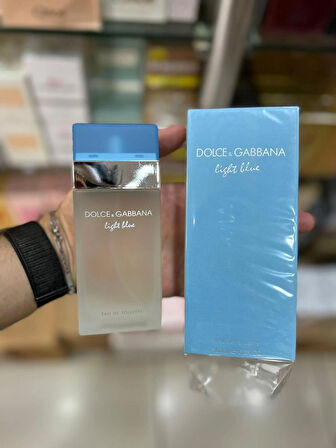 DOLCE & GABBANA
light blue
EAU DE TOILETTE
DOLCE & GABBANA
light blue